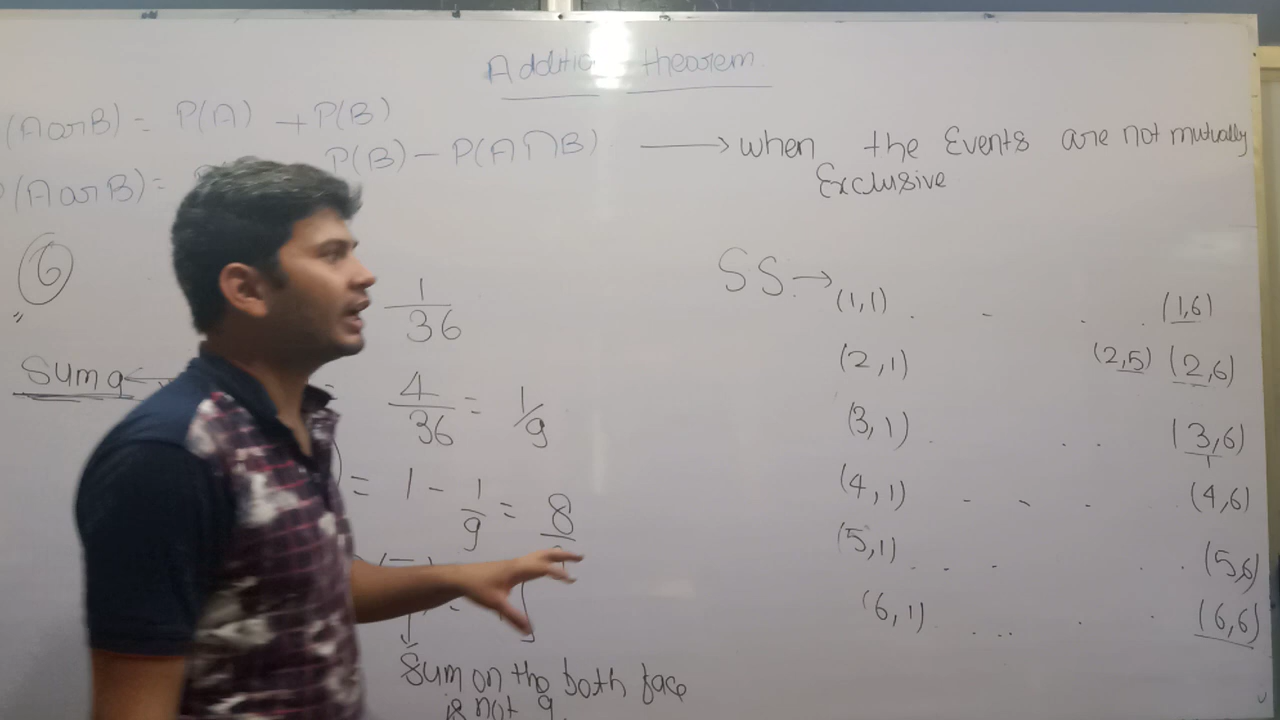 Addition theorem
(A or B) = P(A) + P(B)
P(A or B) = P(B) - P(A∩B) → when the Events are not mutually
Exclusive
6
SS → (1,1) . - . . (1,6)
1/36
(2,1) (2,5) (2,6)
Sum 9 ←
4/36 = 1/9
(3,1) . . . (3,6)
= 1 - 1/9 = 8/
(4,1) - - . (4,6)
(5,1) . . . . . (5,6)
(6,1) . . . . . (6,6)
Sum on the both face
is not 9